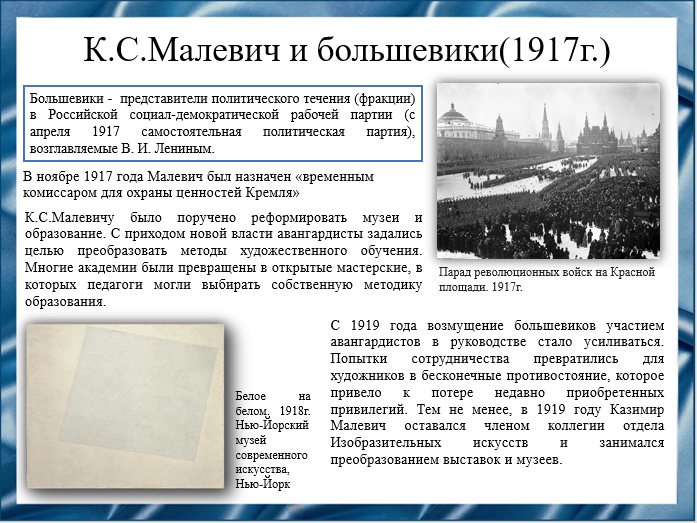 К.С.Малевич и большевики(1917г.)
Большевики - представители политического течения (фракции)
в Российской социал-демократической рабочей партии (с
апреля 1917 самостоятельная политическая партия),
возглавляемые В. И. Лениным.
В ноябре 1917 года Малевич был назначен «временным
комиссаром для охраны ценностей Кремля»
К.С.Малевичу было поручено реформировать музеи и
образование. С приходом новой власти авангардисты задались
целью преобразовать методы художественного обучения.
Многие академии были превращены в открытые мастерские, в
которых педагоги могли выбирать собственную методику
образования.
Парад революционных войск на Красной
площади. 1917г.
С 1919 года возмущение большевиков участием
авангардистов в руководстве стало усиливаться.
Попытки сотрудничества превратились для
художников в бесконечные противостояние, которое
привело к потере недавно приобретенных
привилегий. Тем не менее, в 1919 году Казимир
Малевич оставался членом коллегии отдела
Изобразительных искусств и занимался
преобразованием выставок и музеев.
Белое на
белом, 1918г.
Нью-Йорский
музей
современного
искусства,
Нью-Йорк